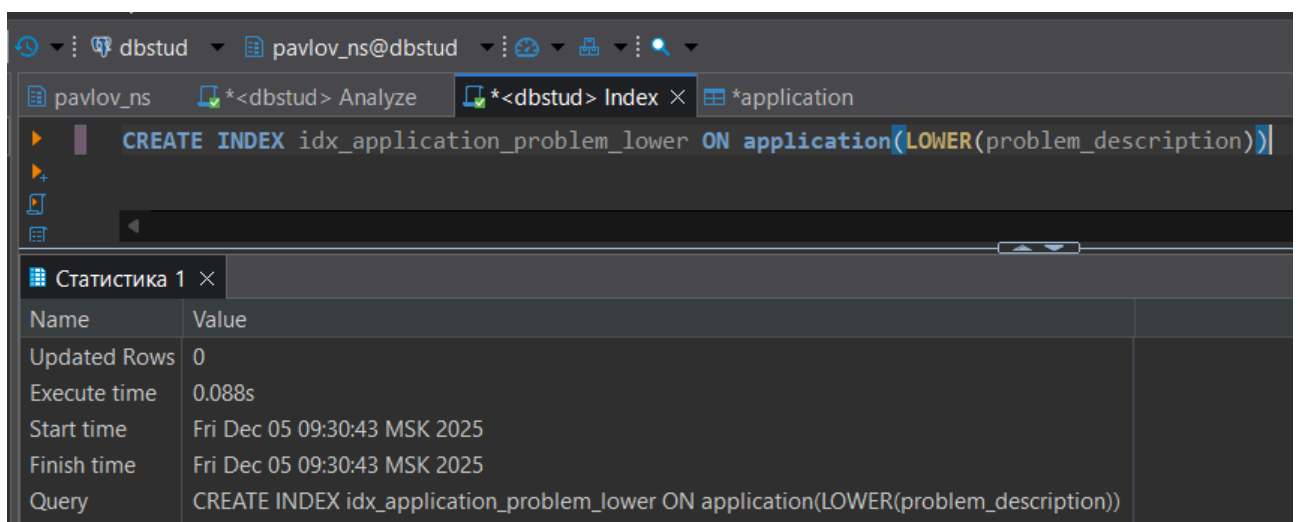 dbstud pavlov_ns@dbstud
pavlov_ns *<dbstud> Analyze *<dbstud> Index *application
CREATE INDEX idx_application_problem_lower ON application(LOWER(problem_description))
Статистика 1
Name Value
Updated Rows 0
Execute time 0.088s
Start time Fri Dec 05 09:30:43 MSK 2025
Finish time Fri Dec 05 09:30:43 MSK 2025
Query CREATE INDEX idx_application_problem_lower ON application(LOWER(problem_description))